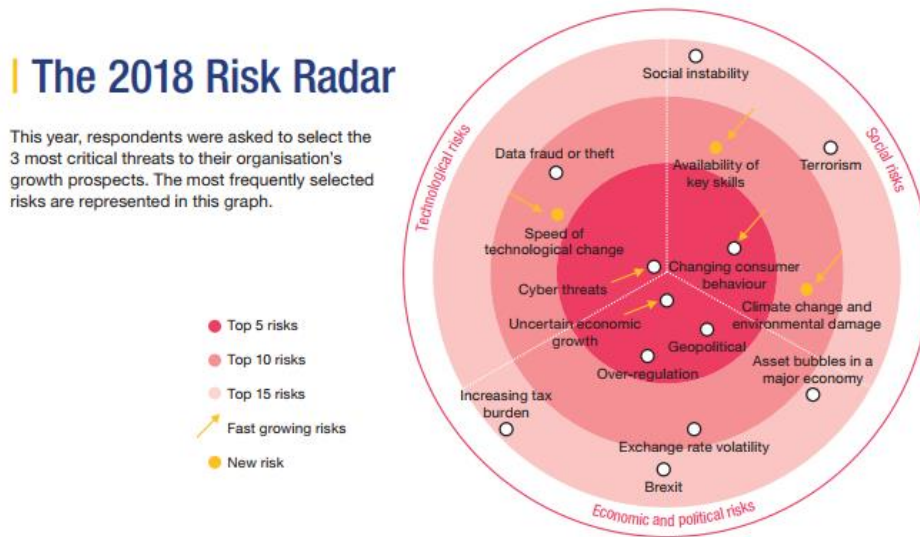 The 2018 Risk Radar
This year, respondents were asked to select the
3 most critical threats to their organisation's
growth prospects. The most frequently selected
risks are represented in this graph.
Top 5 risks
Top 10 risks
Top 15 risks
Fast growing risks
New risk
Technological risks
Social risks
Economic and political risks
Social instability
Data fraud or theft
Availability of
key skills
Terrorism
Speed of
technological change
Changing consumer
behaviour
Cyber threats
Climate change and
environmental damage
Uncertain economic
growth
Geopolitical
Over-regulation
Asset bubbles in a
major economy
Increasing tax
burden
Exchange rate volatility
Brexit